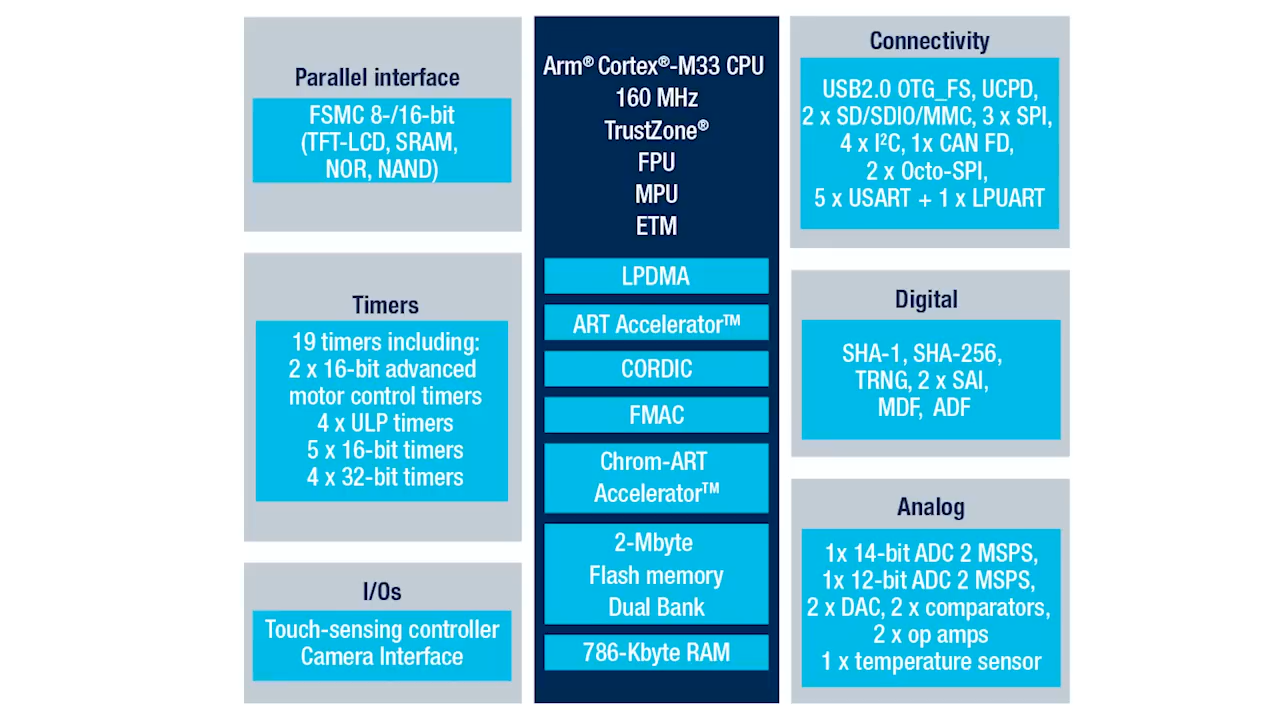 Parallel interface
FSMC 8-/16-bit
(TFT-LCD, SRAM,
NOR, NAND)
Timers
19 timers including:
2 x 16-bit advanced
motor control timers
4 x ULP timers
5 x 16-bit timers
4 x 32-bit timers
I/Os
Touch-sensing controller
Camera Interface
Arm® Cortex®-M33 CPU
160 MHz
TrustZone®
FPU
MPU
ETM
LPDMA
ART Accelerator™
CORDIC
FMAC
Chrom-ART
Accelerator™
2-Mbyte
Flash memory
Dual Bank
786-Kbyte RAM
Connectivity
USB2.0 OTG_FS, UCPD,
2 x SD/SDIO/MMC, 3 x SPI,
4 x I²C, 1x CAN FD,
2 x Octo-SPI,
5 x USART + 1 x LPUART
Digital
SHA-1, SHA-256,
TRNG, 2 x SAI,
MDF, ADF
Analog
1x 14-bit ADC 2 MSPS,
1x 12-bit ADC 2 MSPS,
2 x DAC, 2 x comparators,
2 x op amps
1 x temperature sensor